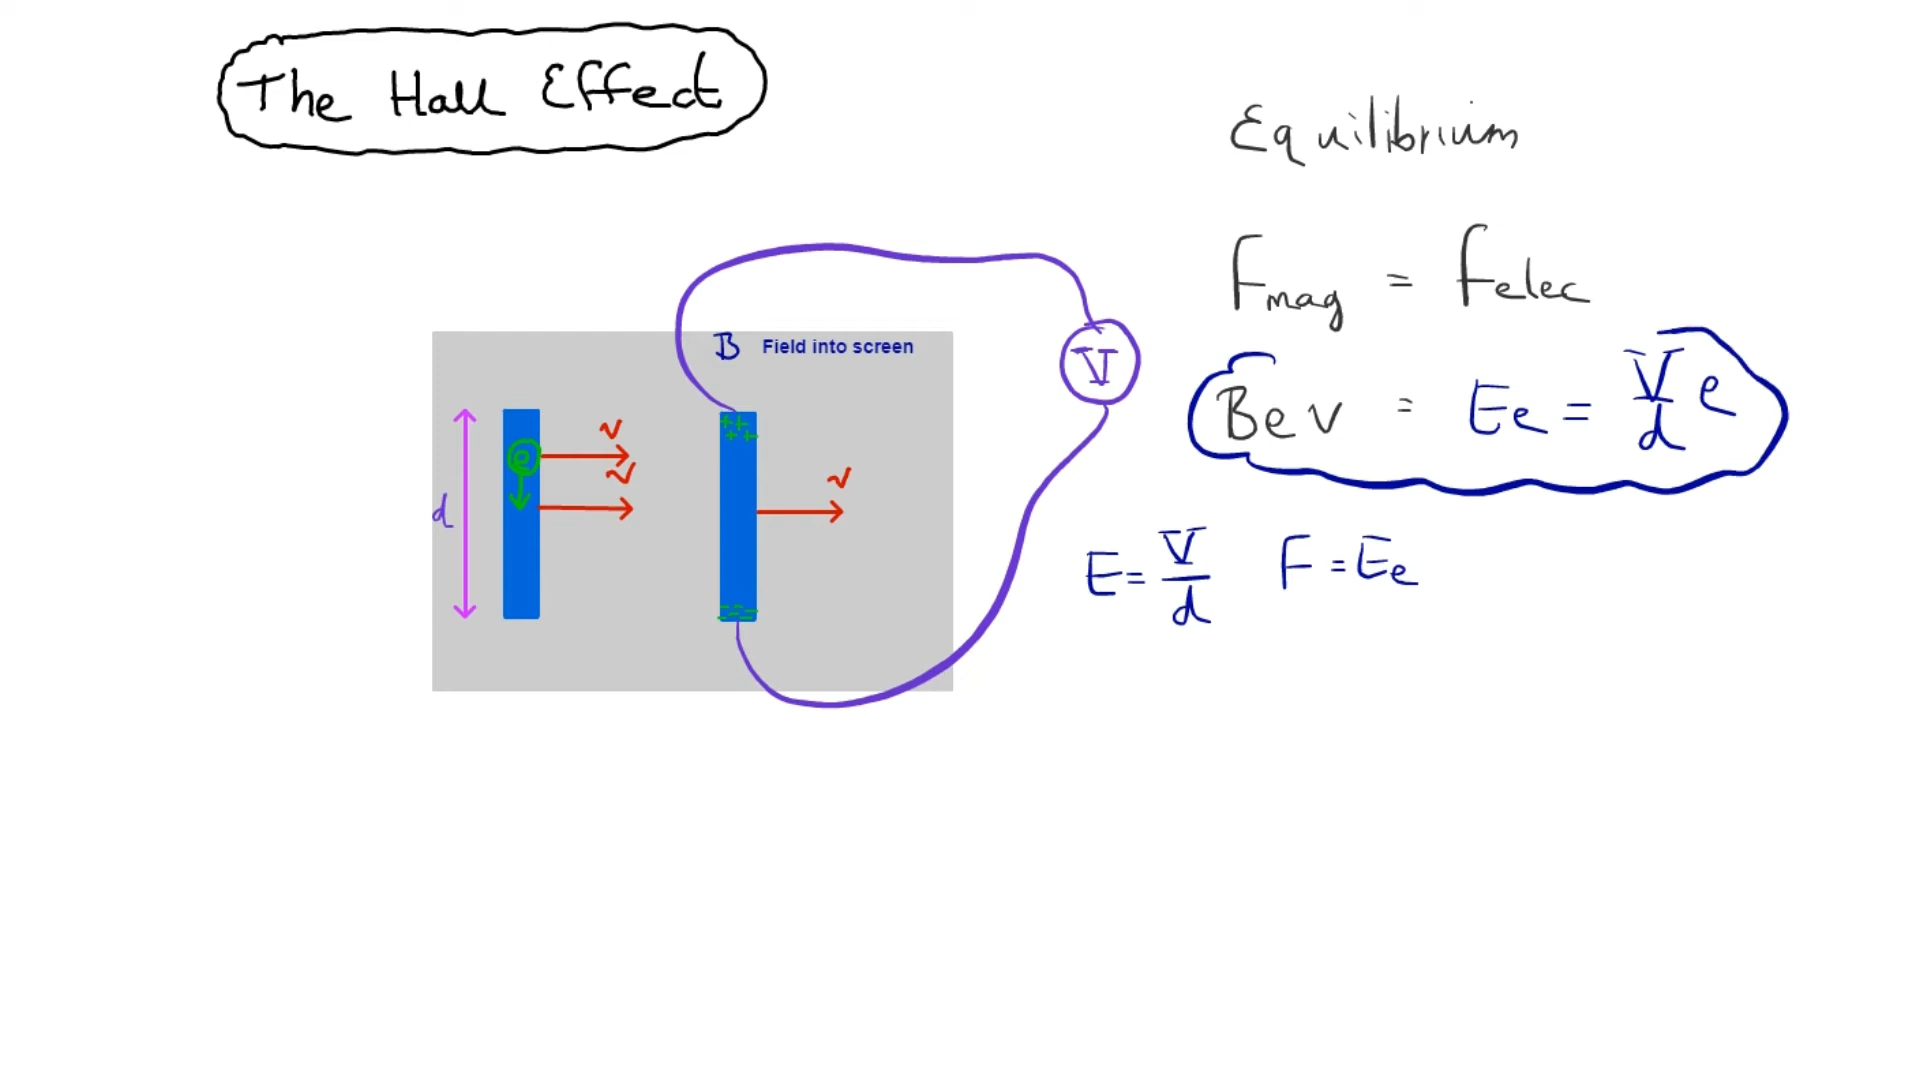 The Hall Effect
Equilibrium
Fmag = Felec
B Field into screen
V
Bev = Ee = V/d e
v
e
v
v
d
++
++
---
---
E = V/d F = Ee